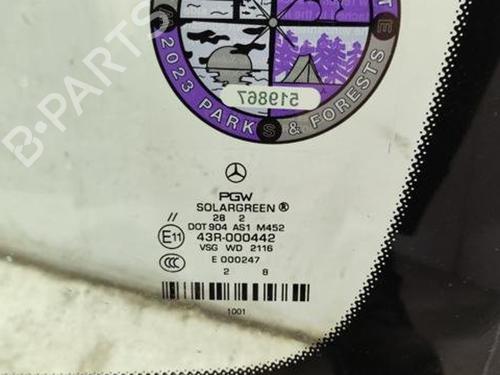 B-PARTS
2023 PARKS & FORESTS
519867
PGW
SOLARGREEN®
// 28 2
DOT 904 AS1 M452
E11 43R-000442
VSG WD 2116
CCC E 000247
2 8
1001